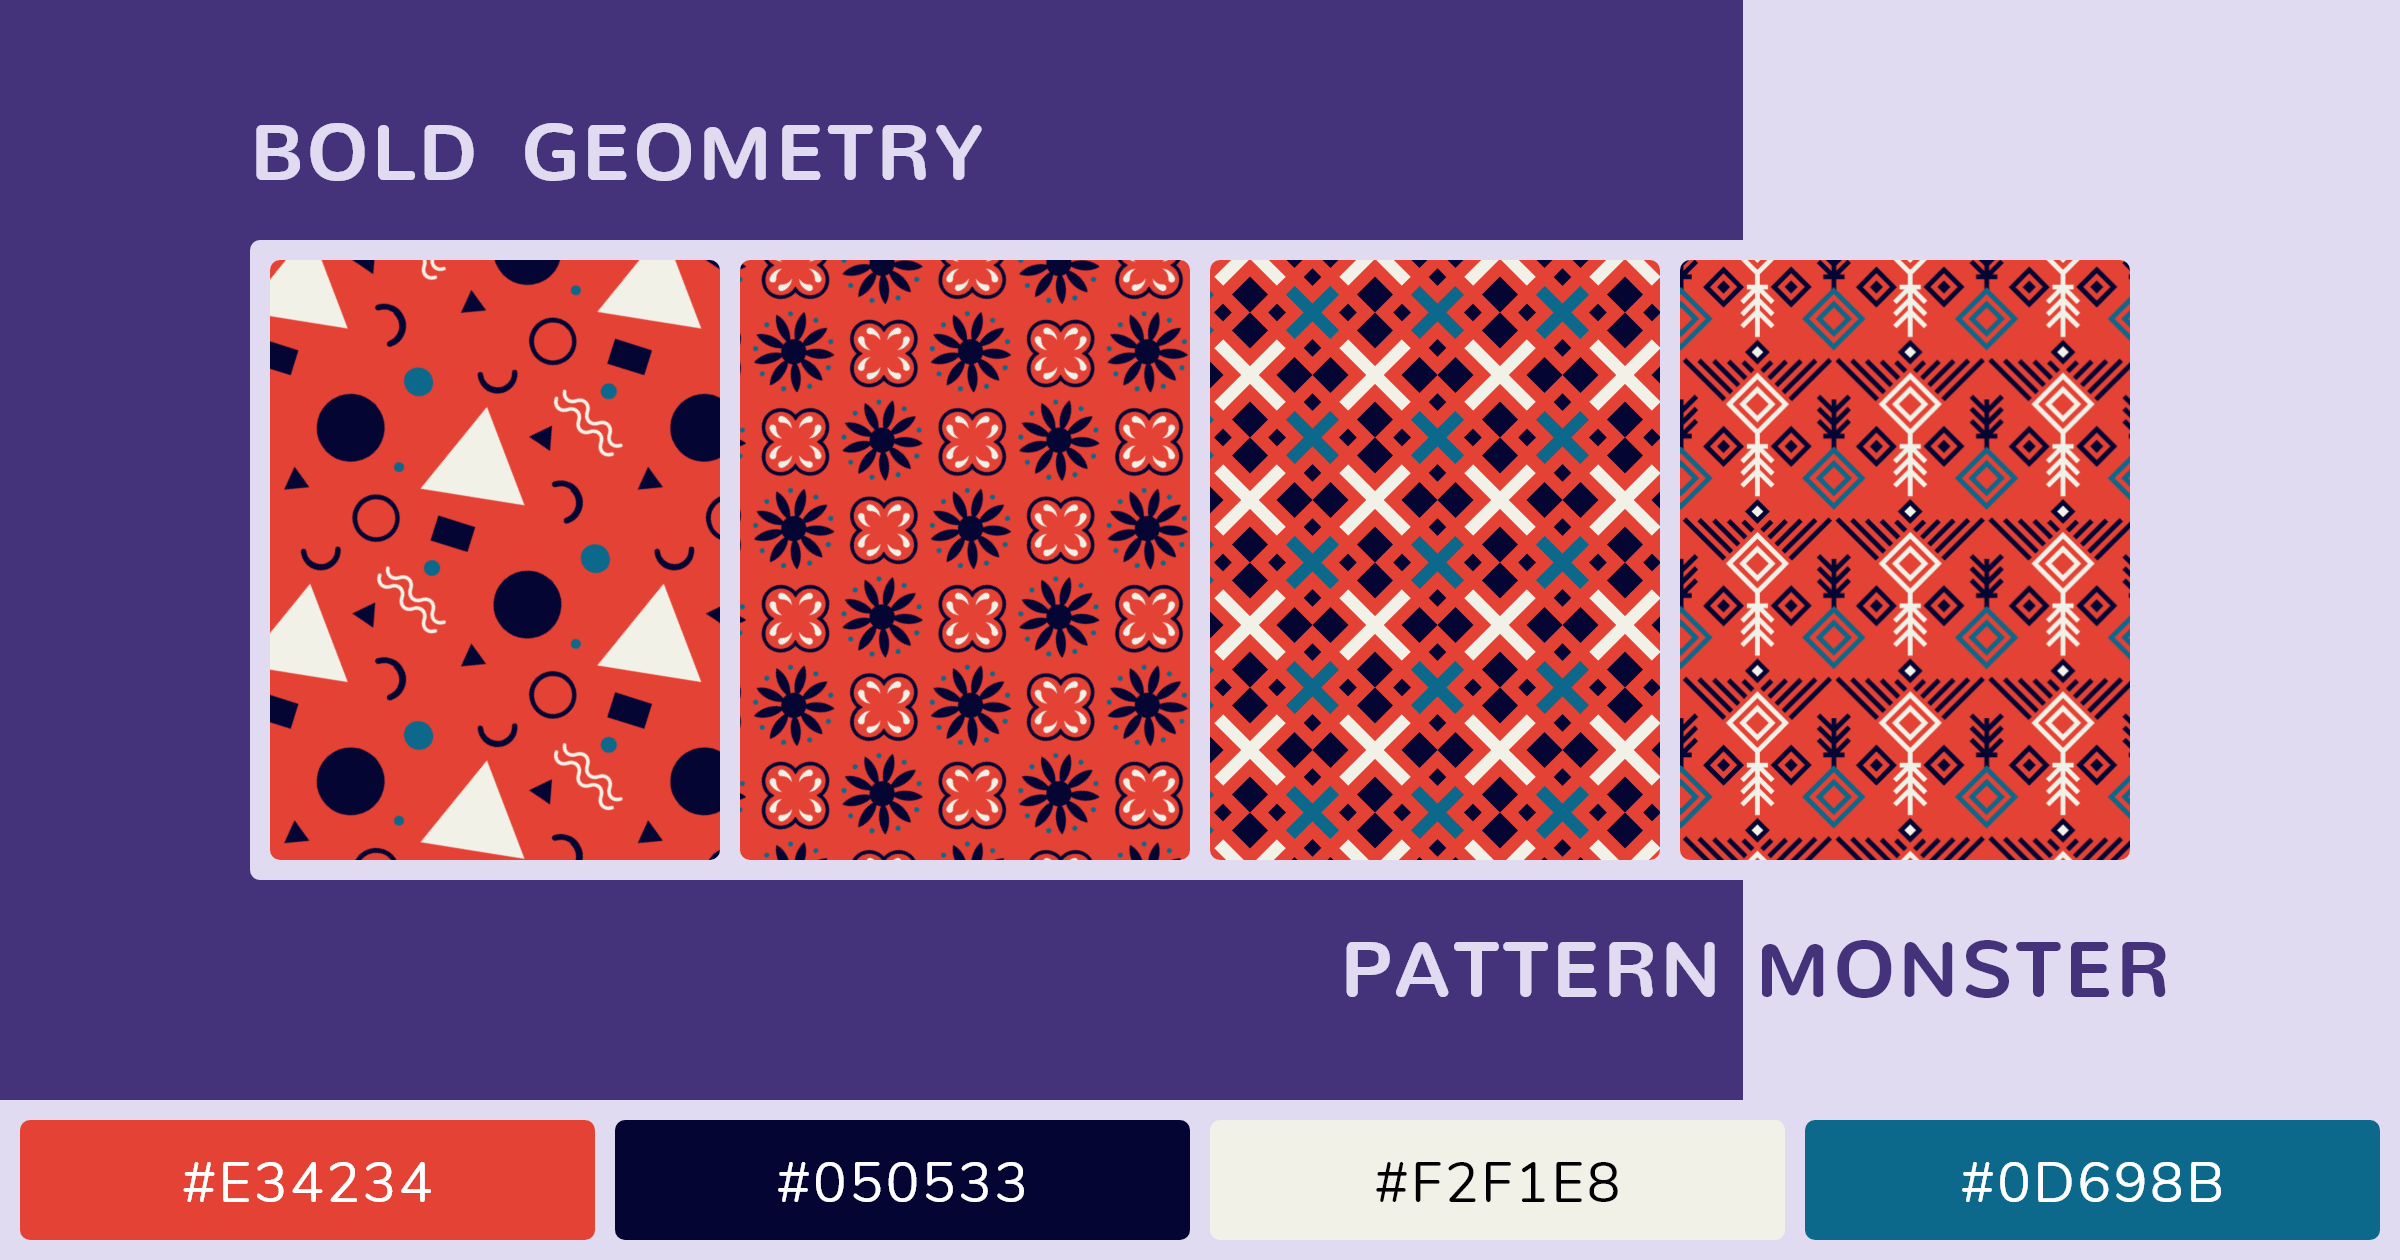 BOLD GEOMETRY
PATTERN MONSTER
#E34234
#050533
#F2F1E8
#0D698B